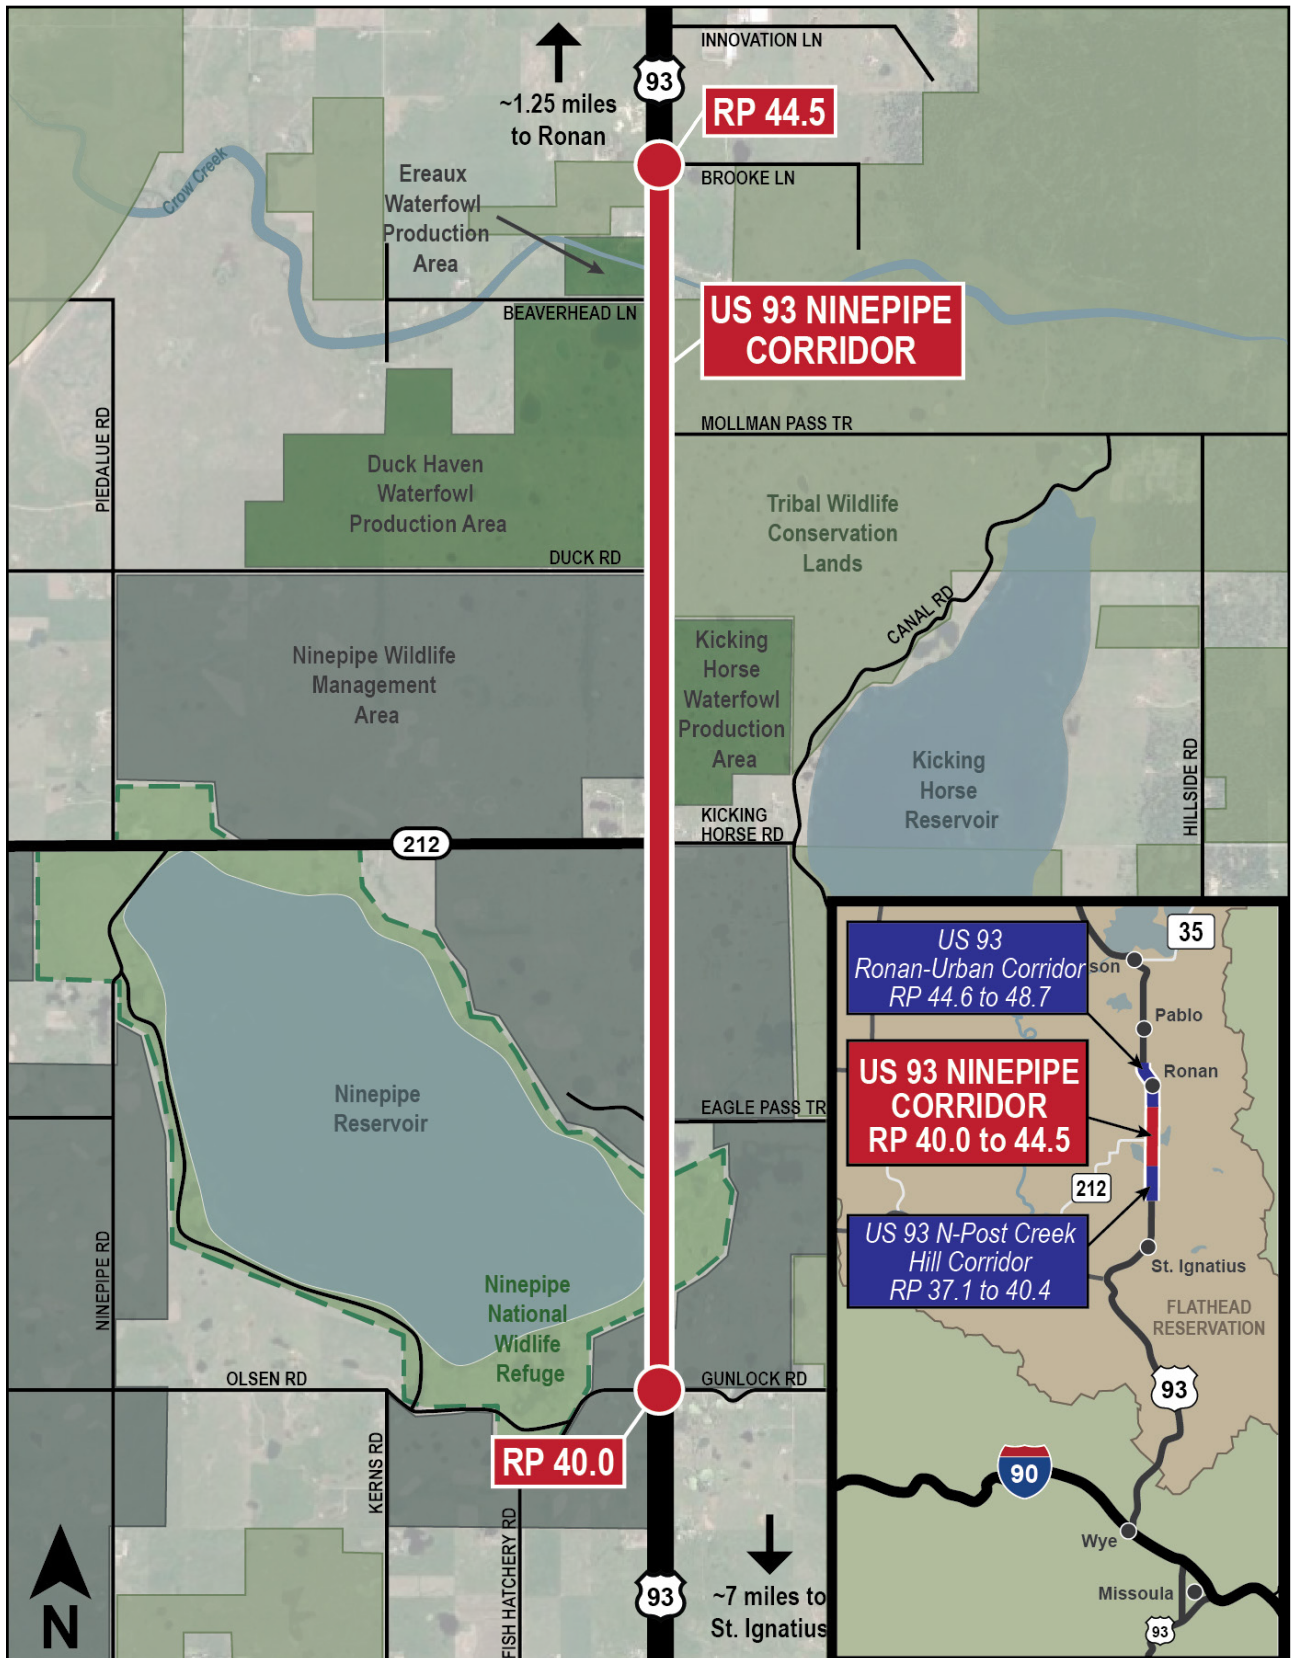 INNOVATION LN
93
~1.25 miles
to Ronan
RP 44.5
BROOKE LN
Crow Creek
Ereaux
Waterfowl
Production
Area
BEAVERHEAD LN
US 93 NINEPIPE
CORRIDOR
PIEDALUE RD
MOLLMAN PASS TR
Duck Haven
Waterfowl
Production Area
DUCK RD
Tribal Wildlife
Conservation
Lands
CANAL RD
Ninepipe Wildlife
Management
Area
Kicking
Horse
Waterfowl
Production
Area
Kicking
Horse
Reservoir
HILLSIDE RD
KICKING
HORSE RD
212
Ninepipe
Reservoir
EAGLE PASS TR
NINEPIPE RD
Ninepipe
National
Widlife
Refuge
OLSEN RD
GUNLOCK RD
RP 40.0
KERNS RD
FISH HATCHERY RD
93
~7 miles to
St. Ignatius
N
US 93
Ronan-Urban Corridor
RP 44.6 to 48.7
35
son
Pablo
Ronan
US 93 NINEPIPE
CORRIDOR
RP 40.0 to 44.5
212
US 93 N-Post Creek
Hill Corridor
RP 37.1 to 40.4
St. Ignatius
FLATHEAD
RESERVATION
93
90
Wye
Missoula
93